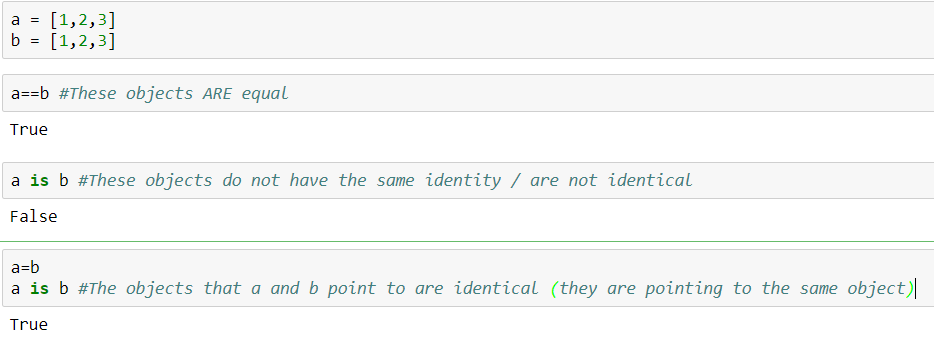 a = [1,2,3]
b = [1,2,3]
a==b #These objects ARE equal
True
a is b #These objects do not have the same identity / are not identical
False
a=b
a is b #The objects that a and b point to are identical (they are pointing to the same object)
True